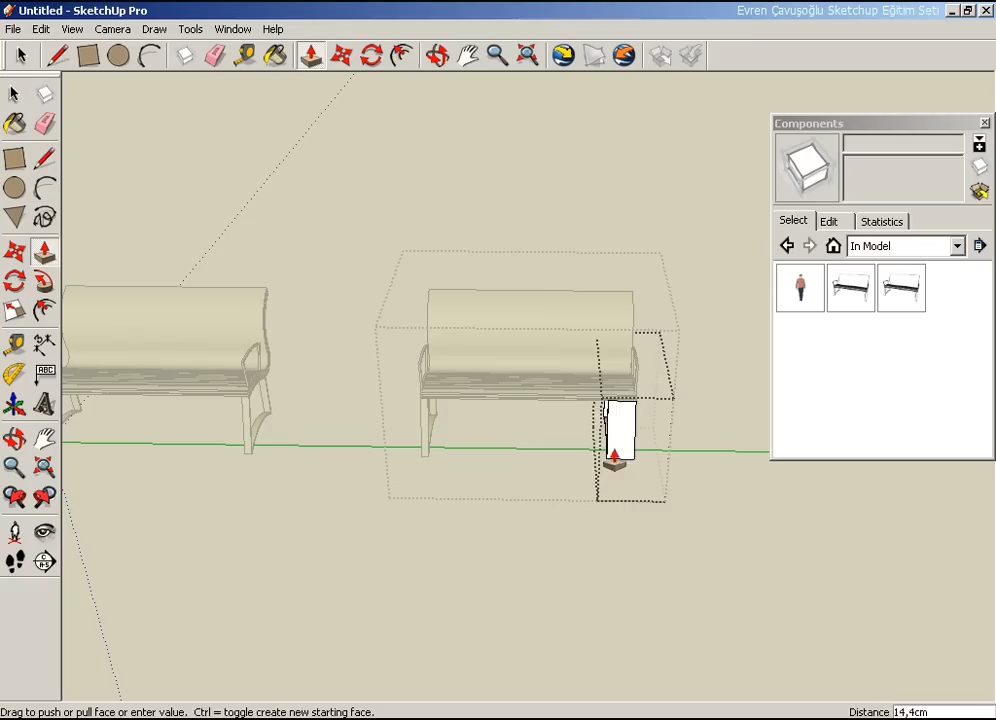 Untitled - SketchUp Pro
Evren Çavuşoğlu Sketchup Eğitim Seti
File Edit View Camera Draw Tools Window Help
Components
Select Edit Statistics
In Model
ABC
A
Drag to push or pull face or enter value. Ctrl = toggle create new starting face.
Distance 14,4cm